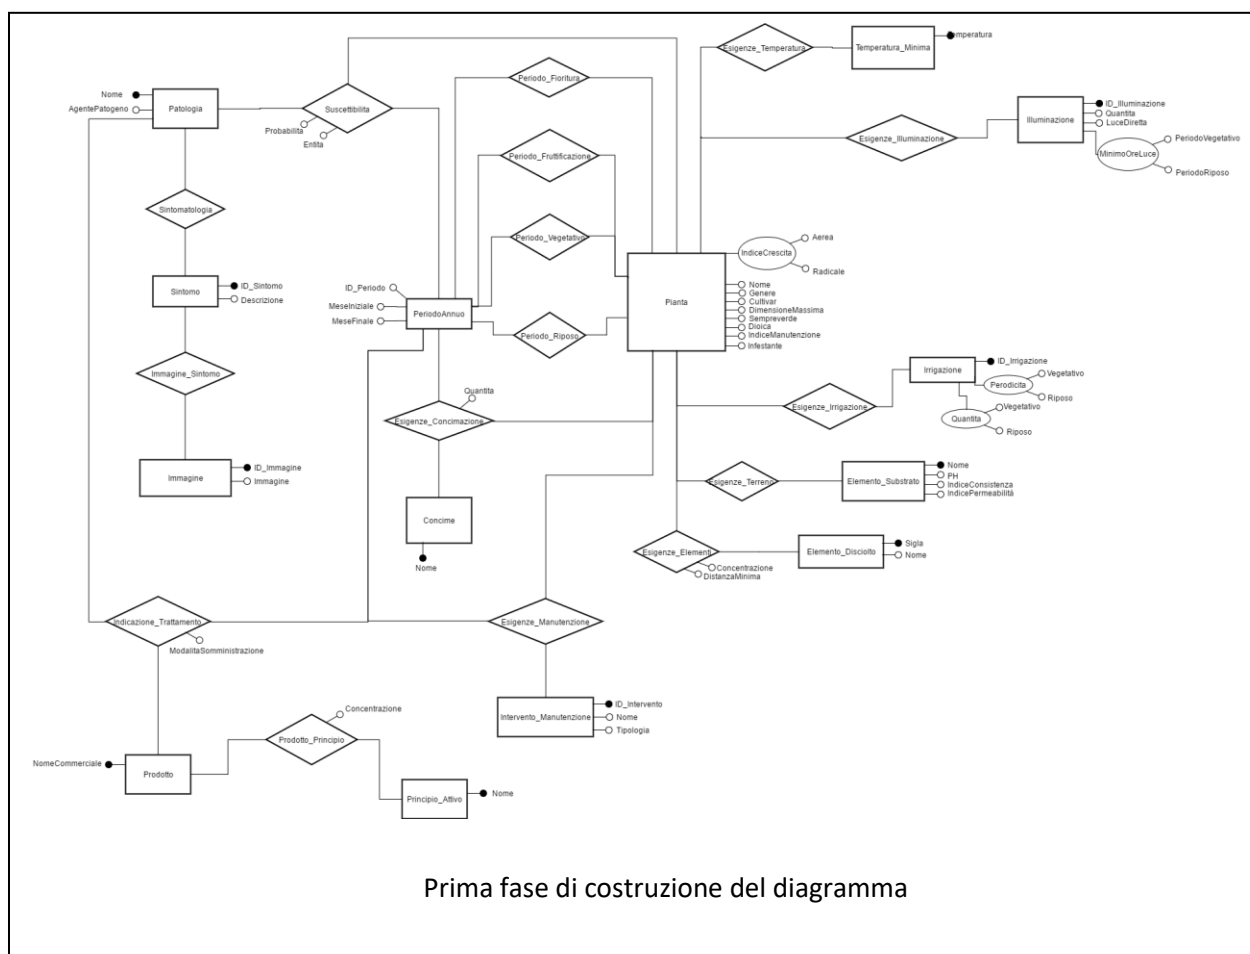 Esigenze_Temperatura
Temperatura_Minima
Temperatura
Periodo_Fioritura
Nome
AgentePatogeno
Patologia
Suscettibilita
Probabilita
Entita
ID_Illuminazione
Quantita
LuceDiretta
Illuminazione
Esigenze_Illuminazione
MinimoOreLuce
PeriodoVegetativo
PeriodoRiposo
Periodo_Fruttificazione
Sintomatologia
Periodo_Vegetativo
Aerea
IndiceCrescita
Radicale
Sintomo
ID_Sintomo
Descrizione
ID_Periodo
MeseIniziale
MeseFinale
PeriodoAnnuo
Periodo_Riposo
Pianta
Nome
Genere
Cultivar
DimensioneMassima
Sempreverde
Dioica
IndiceManutenzione
Infestante
Immagine_Sintomo
Irrigazione
ID_Irrigazione
Perodicita
Vegetativo
Riposo
Quantita
Vegetativo
Riposo
Esigenze_Irrigazione
Quantita
Esigenze_Concimazione
Immagine
ID_Immagine
Immagine
Esigenze_Terreno
Elemento_Substrato
Nome
PH
IndiceConsistenza
IndicePermeabilità
Concime
Nome
Esigenze_Elementi
Concentrazione
DistanzaMinima
Elemento_Disciolto
Sigla
Nome
Indicazione_Trattamento
ModalitaSomministrazione
Esigenze_Manutenzione
Intervento_Manutenzione
ID_Intervento
Nome
Tipologia
Concentrazione
Prodotto_Principio
NomeCommerciale
Prodotto
Principio_Attivo
Nome
Prima fase di costruzione del diagramma